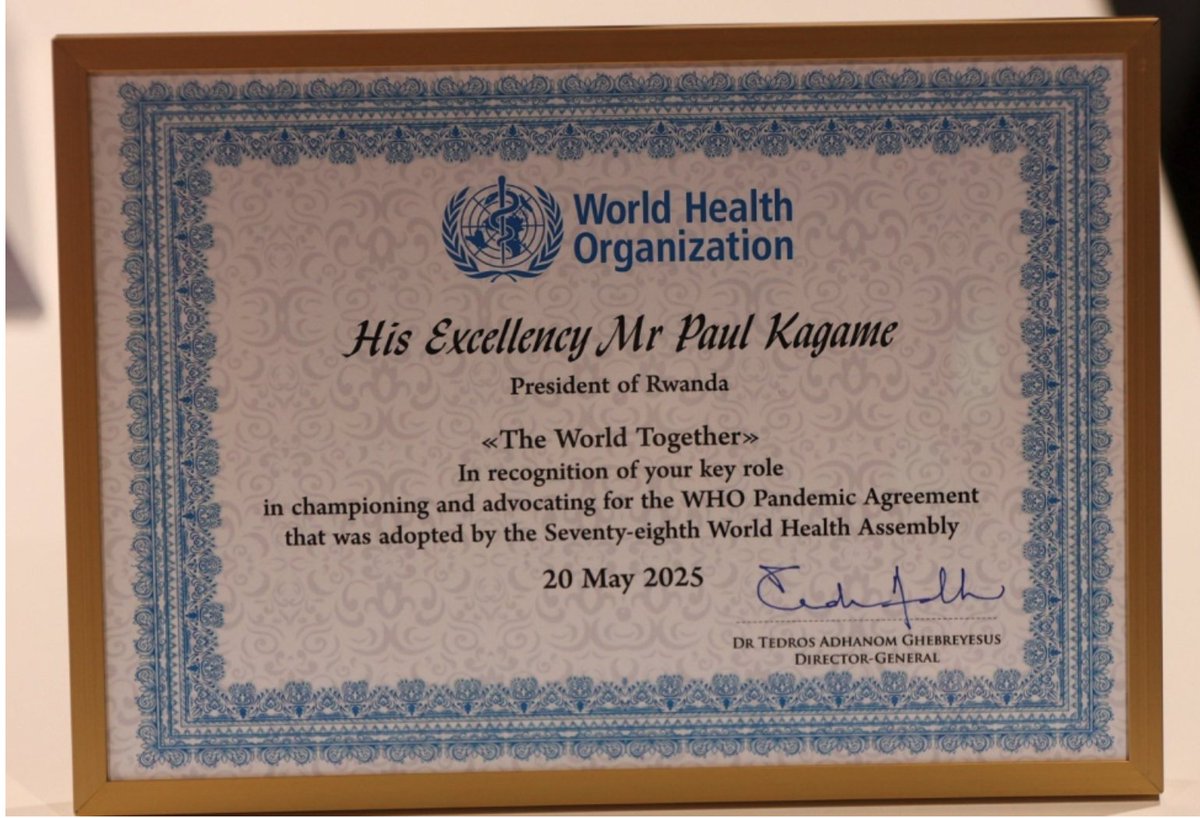 World Health
Organization
His Excellency Mr Paul Kagame
President of Rwanda
«The World Together»
In recognition of your key role
in championing and advocating for the WHO Pandemic Agreement
that was adopted by the Seventy-eighth World Health Assembly
20 May 2025
DR TEDROS ADHANOM GHEBREYESUS
DIRECTOR-GENERAL